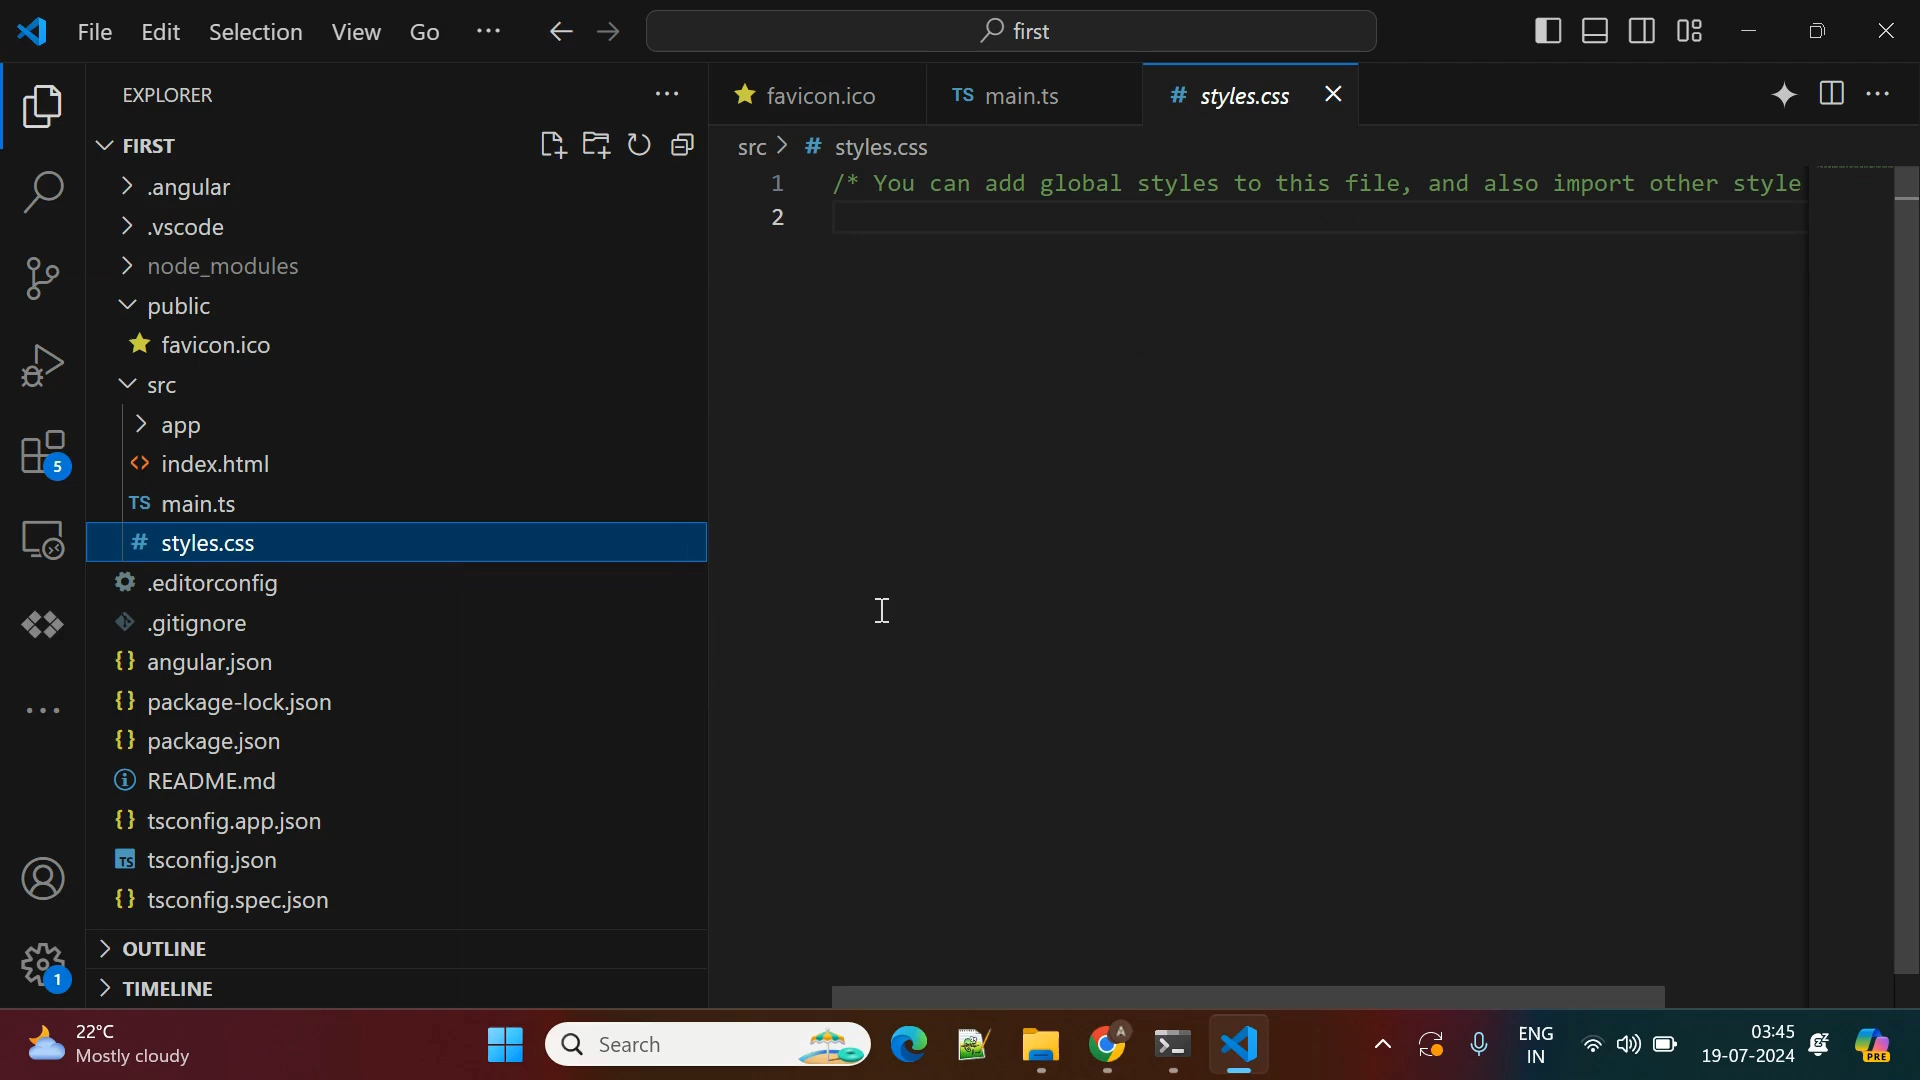 File Edit Selection View Go ··· first
EXPLORER ···
favicon.ico TS main.ts # styles.css
FIRST
src > # styles.css
.angular
1 /* You can add global styles to this file, and also import other style
.vscode
2
node_modules
public
favicon.ico
src
app
<> index.html
TS main.ts
5
# styles.css
.editorconfig
.gitignore
{} angular.json
{} package-lock.json
{} package.json
README.md
{} tsconfig.app.json
TS tsconfig.json
{} tsconfig.spec.json
OUTLINE
1
TIMELINE
22°C
Mostly cloudy
Search
A
ENG
IN
03:45
19-07-2024
PRE